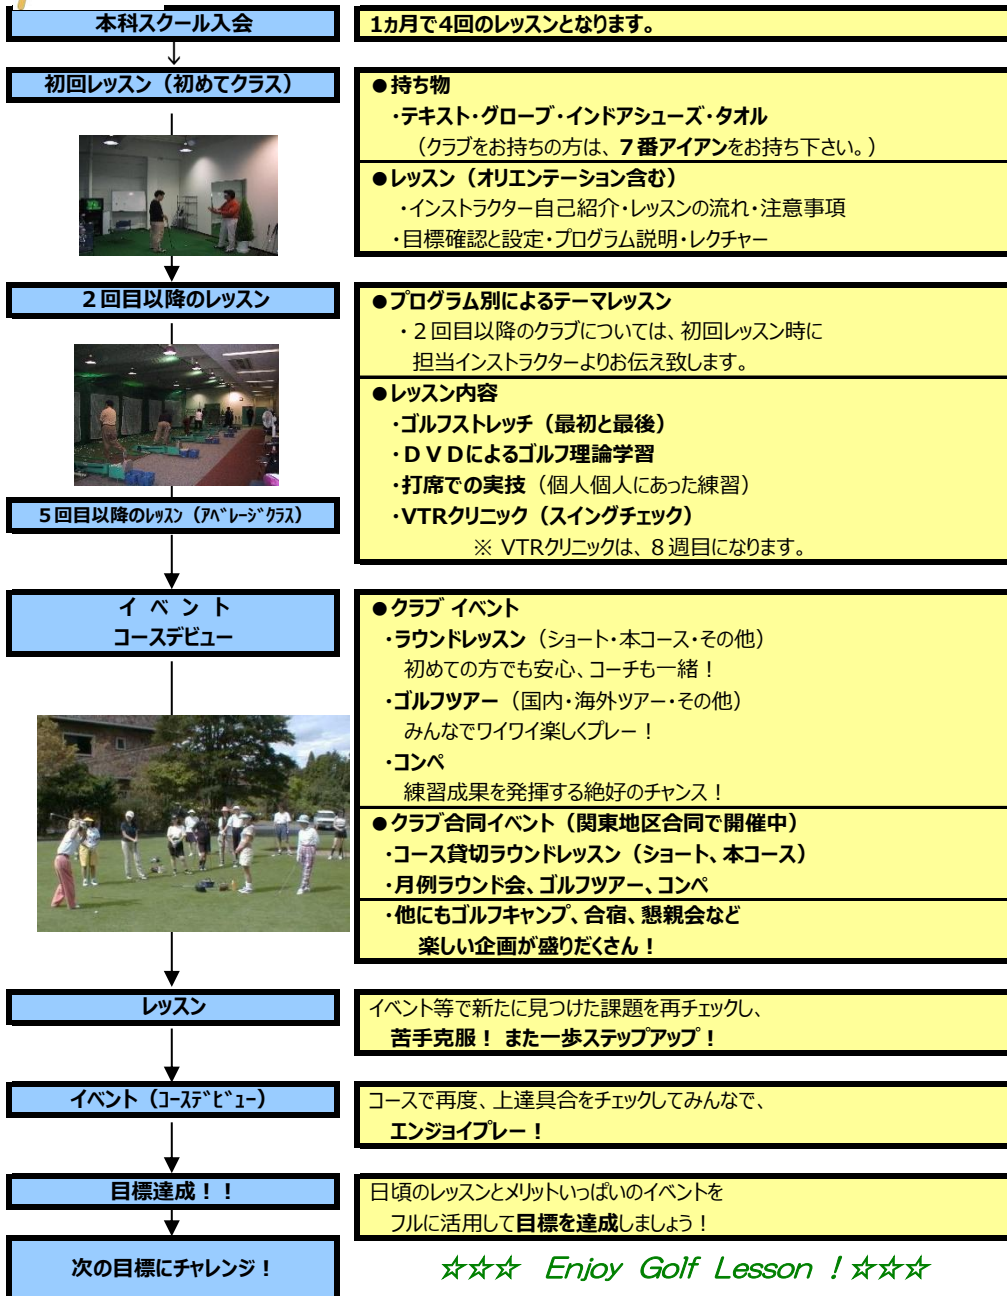 本科スクール入会
1ヵ月で4回のレッスンとなります。
初回レッスン（初めてクラス）
●持ち物
・テキスト・グローブ・インドアシューズ・タオル
（クラブをお持ちの方は、７番アイアンをお持ち下さい。）
●レッスン（オリエンテーション含む）
・インストラクター自己紹介・レッスンの流れ・注意事項
・目標確認と設定・プログラム説明・レクチャー
２回目以降のレッスン
●プログラム別によるテーマレッスン
・２回目以降のクラブについては、初回レッスン時に
担当インストラクターよりお伝え致します。
●レッスン内容
・ゴルフストレッチ（最初と最後）
・ＤＶＤによるゴルフ理論学習
・打席での実技（個人個人にあった練習）
・VTRクリニック（スイングチェック）
※ VTRクリニックは、８週目になります。
５回目以降のﾚｯｽﾝ（ｱﾍﾞﾚｰｼﾞｸﾗｽ）
イ ベ ン ト
コースデビュー
●クラブ イベント
・ラウンドレッスン（ショート・本コース・その他）
初めての方でも安心、コーチも一緒！
・ゴルフツアー（国内・海外ツアー・その他）
みんなでワイワイ楽しくプレー！
・コンペ
練習成果を発揮する絶好のチャンス！
●クラブ合同イベント（関東地区合同で開催中）
・コース貸切ラウンドレッスン（ショート、本コース）
・月例ラウンド会、ゴルフツアー、コンペ
・他にもゴルフキャンプ、合宿、懇親会など
楽しい企画が盛りだくさん！
レッスン
イベント等で新たに見つけた課題を再チェックし、
苦手克服！ また一歩ステップアップ！
イベント（ｺｰｽﾃﾞﾋﾞｭｰ）
コースで再度、上達具合をチェックしてみんなで、
エンジョイプレー！
目標達成！！
日頃のレッスンとメリットいっぱいのイベントを
フルに活用して目標を達成しましょう！
次の目標にチャレンジ！
☆☆☆ Enjoy Golf Lesson ！☆☆☆